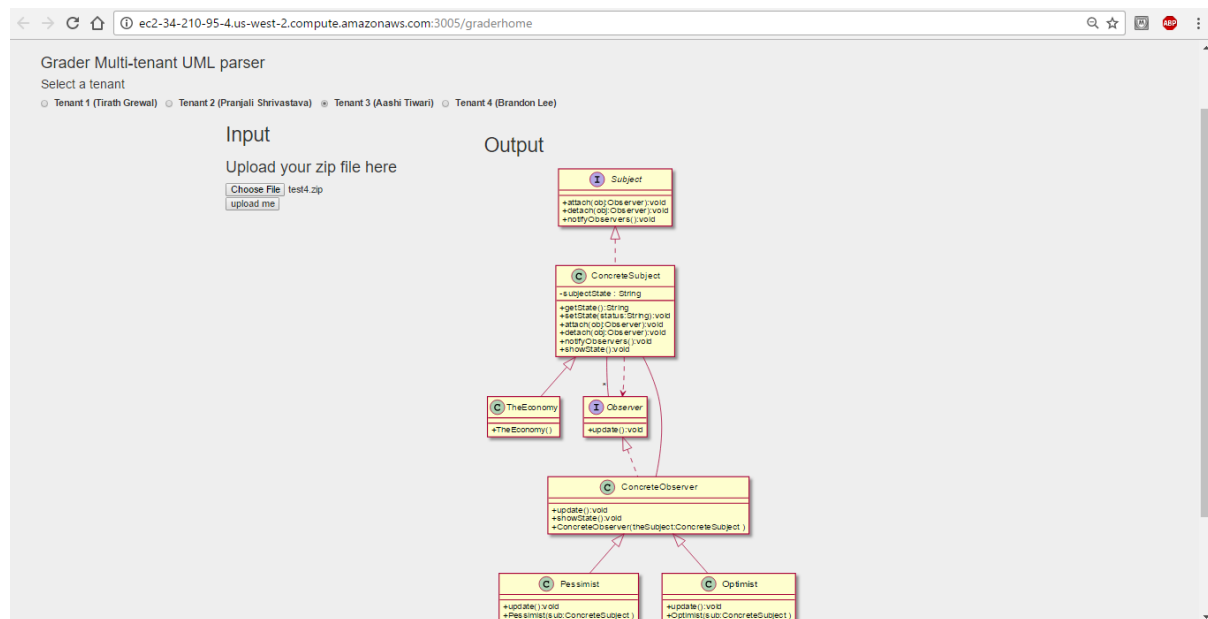 ec2-34-210-95-4.us-west-2.compute.amazonaws.com:3005/graderhome
ABP
Grader Multi-tenant UML parser
Select a tenant
Tenant 1 (Tirath Grewal) Tenant 2 (Pranjali Shrivastava) Tenant 3 (Aashi Tiwari) Tenant 4 (Brandon Lee)
Input
Output
Upload your zip file here
Choose File test4.zip
upload me
I Subject
+attach(obj:Observer):void
+detach(obj:Observer):void
+notifyObservers():void
C ConcreteSubject
-subjectState : String
+getState():String
+setState(status:String):void
+attach(obj:Observer):void
+detach(obj:Observer):void
+notifyObservers():void
+showState():void
*
C TheEconomy
+TheEconomy()
I Observer
+update():void
C ConcreteObserver
+update():void
+showState():void
+ConcreteObserver(theSubject:ConcreteSubject )
C Pessimist
+update():void
+Pessimist(sub:ConcreteSubject )
C Optimist
+update():void
+Optimist(sub:ConcreteSubject )